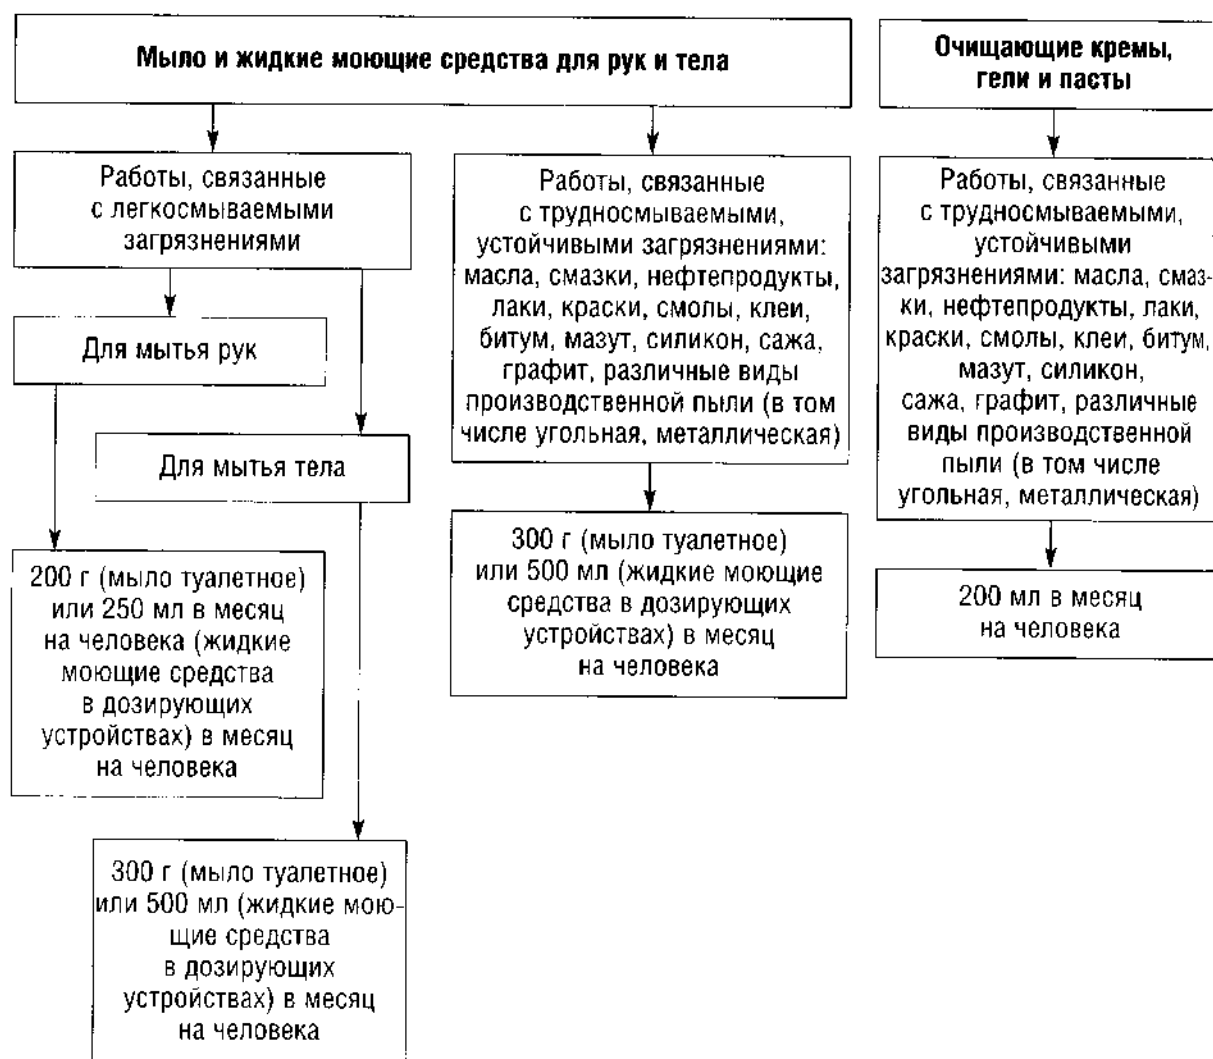 Мыло и жидкие моющие средства для рук и тела
Очищающие кремы,
гели и пасты
Работы, связанные
с легкосмываемыми
загрязнениями
Для мытья рук
Для мытья тела
200 г (мыло туалетное)
или 250 мл в месяц
на человека (жидкие
моющие средства
в дозирующих
устройствах) в месяц
на человека
300 г (мыло туалетное)
или 500 мл (жидкие мою-
щие средства
в дозирующих
устройствах) в месяц
на человека
Работы, связанные
с трудносмываемыми,
устойчивыми загрязнениями:
масла, смазки, нефтепродукты,
лаки, краски, смолы, клеи,
битум, мазут, силикон, сажа,
графит, различные виды
производственной пыли (в том
числе угольная, металлическая)
300 г (мыло туалетное)
или 500 мл (жидкие моющие
средства в дозирующих
устройствах) в месяц
на человека
Работы, связанные
с трудносмываемыми,
устойчивыми
загрязнениями: масла, смаз-
ки, нефтепродукты, лаки,
краски, смолы, клеи, битум,
мазут, силикон,
сажа, графит, различные
виды производственной
пыли (в том числе
угольная, металлическая)
200 мл в месяц
на человека